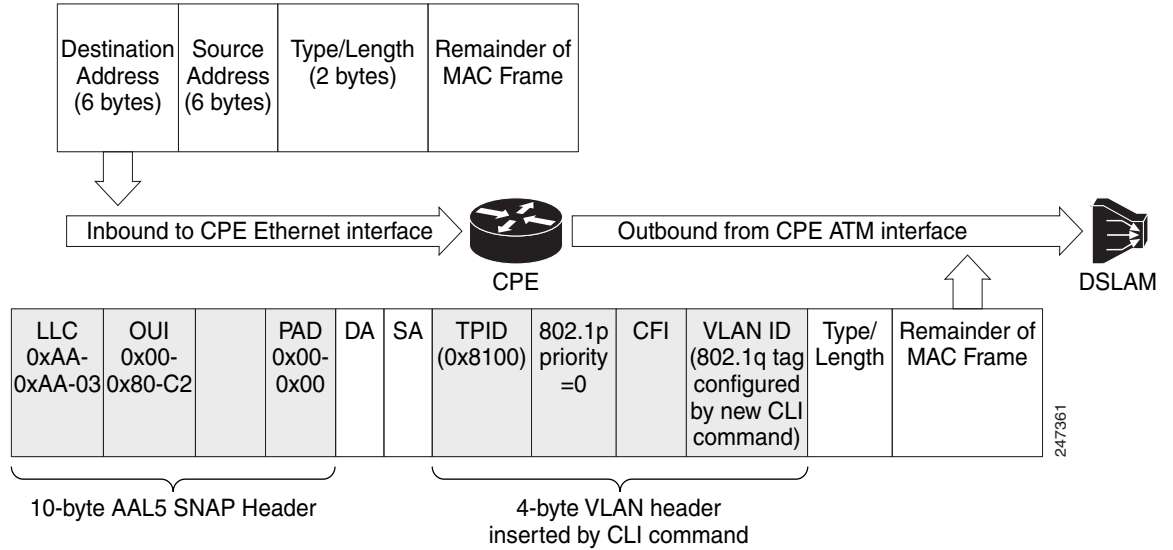 Destination
Address
(6 bytes)
Source
Address
(6 bytes)
Type/Length
(2 bytes)
Remainder of
MAC Frame
Inbound to CPE Ethernet interface
CPE
Outbound from CPE ATM interface
DSLAM
LLC
0xAA-
0xAA-03
OUI
0x00-
0x80-C2
PAD
0x00-
0x00
DA
SA
TPID
(0x8100)
802.1p
priority
=0
CFI
VLAN ID
(802.1q tag
configured
by new CLI
command)
Type/
Length
Remainder of
MAC Frame
247361
10-byte AAL5 SNAP Header
4-byte VLAN header
inserted by CLI command